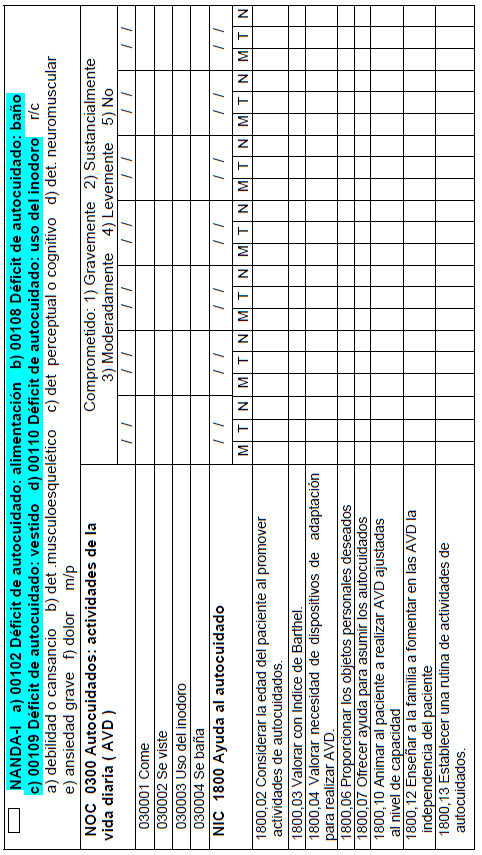 NANDA-I a) 00102 Déficit de autocuidado: alimentación b) 00108 Déficit de autocuidado: baño
c) 00109 Déficit de autocuidado: vestido d) 00110 Déficit de autocuidado: uso del inodoro r/c
a) debilidad o cansancio b) det .musculoesquelético c) det perceptual o cognitivo d) det. neuromuscular
e) ansiedad grave f) dolor m/p
NOC 0300 Autocuidados: actividades de la vida diaria ( AVD )
Comprometido: 1) Gravemente 2) Sustancialmente
3) Moderadamente 4) Levemente 5) No
/ / / / / / / / / / / / / /
030001 Come
030002 Se viste
030003 Uso del inodoro
030004 Se baña
NIC 1800 Ayuda al autocuidado
/ / / / / / / / / / / / / /
M T N M T N M T N M T N M T N M T N M T N
1800,02 Considerar la edad del paciente al promover
actividades de autocuidados.
1800,03 Valorar con Indice de Barthel.
1800,04 Valorar necesidad de dispositivos de adaptación
para realizar AVD.
1800,06 Proporcionar los objetos personales deseados
1800,07 Ofrecer ayuda para asumir los autocuidados
1800,10 Animar al paciente a realizar AVD ajustadas
al nivel de capacidad
1800,12 Enseñar a la familia a fomentar en las AVD la
independencia del paciente
1800,13 Establecer una rutina de actividades de
autocuidados.